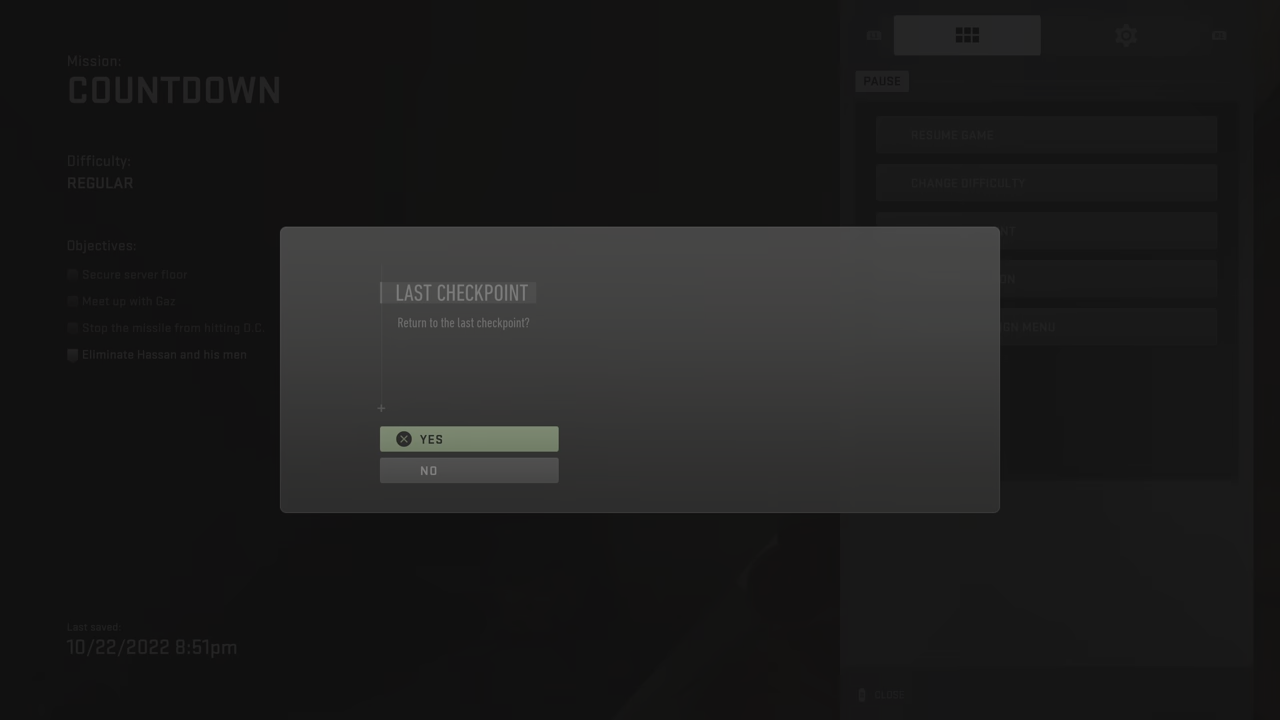 Mission:
COUNTDOWN
Difficulty:
REGULAR
Objectives:
Secure server floor
Meet up with Gaz
Stop the missile from hitting D.C.
Eliminate Hassan and his men
Last saved
10/22/2022 8:51pm
PAUSE
RESUME GAME
CHANGE DIFFICULTY
LAST CHECKPOINT
Return to the last checkpoint?
YES
NO
MENU
CLOSE